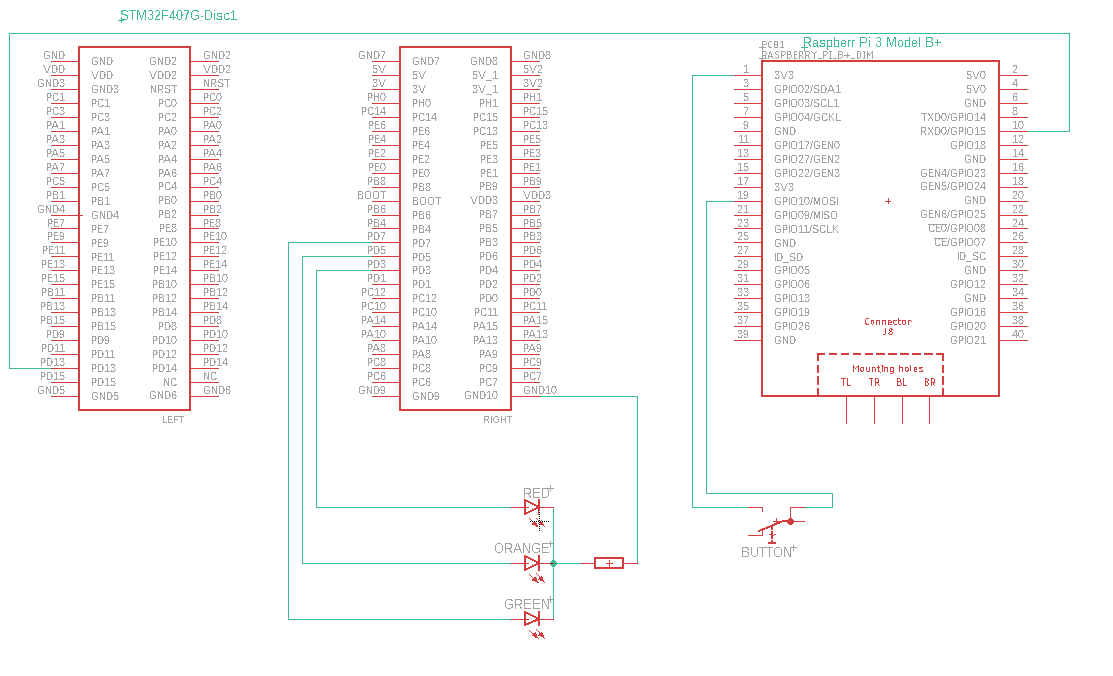 STM32F407G-Disc1
Raspberr Pi 3 Model B+
PCB1
RASPBERRY_PI_B+_DIM
GND GND GND2 GND2
VDD VDD VDD2 VDD2
GND3 GND3 NRST NRST
PC1 PC1 PC0 PC0
PC3 PC3 PC2 PC2
PA1 PA1 PA0 PA0
PA3 PA3 PA2 PA2
PA5 PA5 PA4 PA4
PA7 PA7 PA6 PA6
PC5 PC5 PC4 PC4
PB1 PB1 PB0 PB0
GND4 GND4 PB2 PB2
PE7 PE7 PE8 PE8
PE9 PE9 PE10 PE10
PE11 PE11 PE12 PE12
PE13 PE13 PE14 PE14
PE15 PE15 PB10 PB10
PB11 PB11 PB12 PB12
PB13 PB13 PB14 PB14
PB15 PB15 PD8 PD8
PD9 PD9 PD10 PD10
PD11 PD11 PD12 PD12
PD13 PD13 PD14 PD14
PD15 PD15 NC NC
GND5 GND5 GND6 GND6
LEFT
GND7 GND7 GND8 GND8
5V 5V 5V_1 5V2
3V 3V 3V_1 3V2
PH0 PH0 PH1 PH1
PC14 PC14 PC15 PC15
PE6 PE6 PC13 PC13
PE4 PE4 PE5 PE5
PE2 PE2 PE3 PE3
PE0 PE0 PE1 PE1
PB8 PB8 PB9 PB9
BOOT BOOT VDD3 VDD3
PB6 PB6 PB7 PB7
PB4 PB4 PB5 PB5
PD7 PD7 PB3 PB3
PD5 PD5 PD6 PD6
PD3 PD3 PD4 PD4
PD1 PD1 PD2 PD2
PC12 PC12 PD0 PD0
PC10 PC10 PC11 PC11
PA14 PA14 PA15 PA15
PA10 PA10 PA13 PA13
PA8 PA8 PA9 PA9
PC8 PC8 PC9 PC9
PC6 PC6 PC7 PC7
GND9 GND9 GND10 GND10
RIGHT
1 3V3 5V0 2
3 GPIO02/SDA1 5V0 4
5 GPIO03/SCL1 GND 6
7 GPIO04/GCKL TXD0/GPIO14 8
9 GND RXD0/GPIO15 10
11 GPIO17/GEN0 GPIO18 12
13 GPIO27/GEN2 GND 14
15 GPIO22/GEN3 GEN4/GPIO23 16
17 3V3 GEN5/GPIO24 18
19 GPIO10/MOSI GND 20
21 GPIO09/MISO GEN6/GPIO25 22
23 GPIO11/SCLK CE0/GPIO08 24
25 GND CE/GPIO07 26
27 ID_SD ID_SC 28
29 GPIO05 GND 30
31 GPIO06 GPIO12 32
33 GPIO13 GND 34
35 GPIO19 GPIO16 36
37 GPIO26 GPIO20 38
39 GND GPIO21 40
Connector
J8
Mounting holes
TL TR BL BR
RED
ORANGE
GREEN
BUTTON